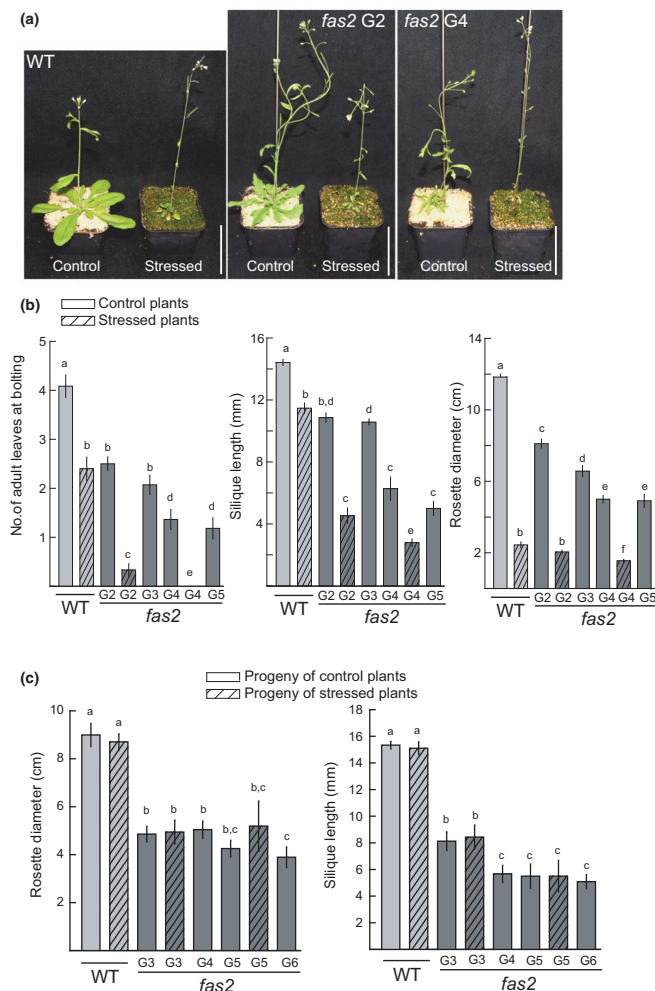 (a)
WT
fas2 G2
fas2 G4
Control
Stressed
Control
Stressed
Control
Stressed
(b)
Control plants
Stressed plants
No.of adult leaves at bolting
5
4
3
2
1
a
b
b
c
b
d
e
d
G2 G2 G3 G4 G4 G5
WT
fas2
Silique length (mm)
16
12
8
4
a
b
b,d
c
d
c
e
c
G2 G2 G3 G4 G4 G5
WT
fas2
Rosette diameter (cm)
12
8
6
4
2
a
b
c
b
d
e
f
e
G2 G2 G3 G4 G4 G5
WT
fas2
(c)
Progeny of control plants
Progeny of stressed plants
Rosette diameter (cm)
10
8
6
4
2
a
a
b
b
b
b,c
b,c
c
G3 G3 G4 G5 G5 G6
WT
fas2
Silique length (mm)
18
16
14
12
10
8
6
4
2
a
a
b
b
c
c
c
c
G3 G3 G4 G5 G5 G6
WT
fas2